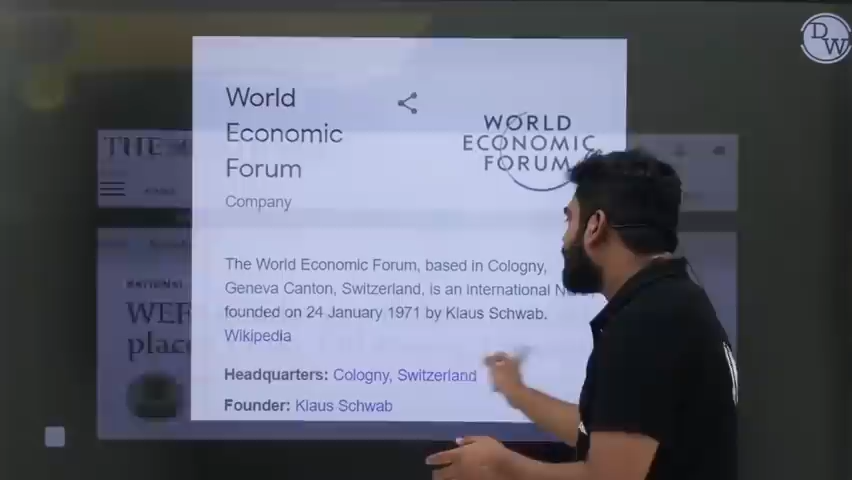 DW
World
Economic
Forum
Company
WORLD
ECONOMIC
FORUM
THE
The World Economic Forum, based in Cologny,
Geneva Canton, Switzerland, is an international
founded on 24 January 1971 by Klaus Schwab.
Wikipedia
Headquarters: Cologny, Switzerland
Founder: Klaus Schwab
NATIONAL
WEF
place